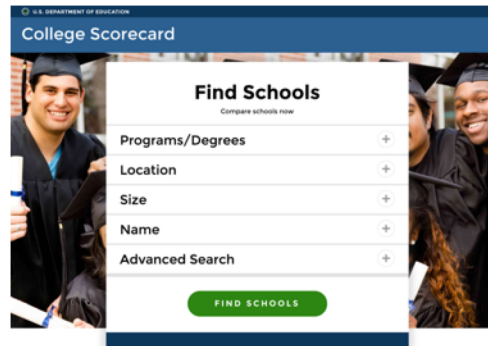 U.S. DEPARTMENT OF EDUCATION
College Scorecard
Find Schools
Compare schools now
Programs/Degrees
Location
Size
Name
Advanced Search
FIND SCHOOLS